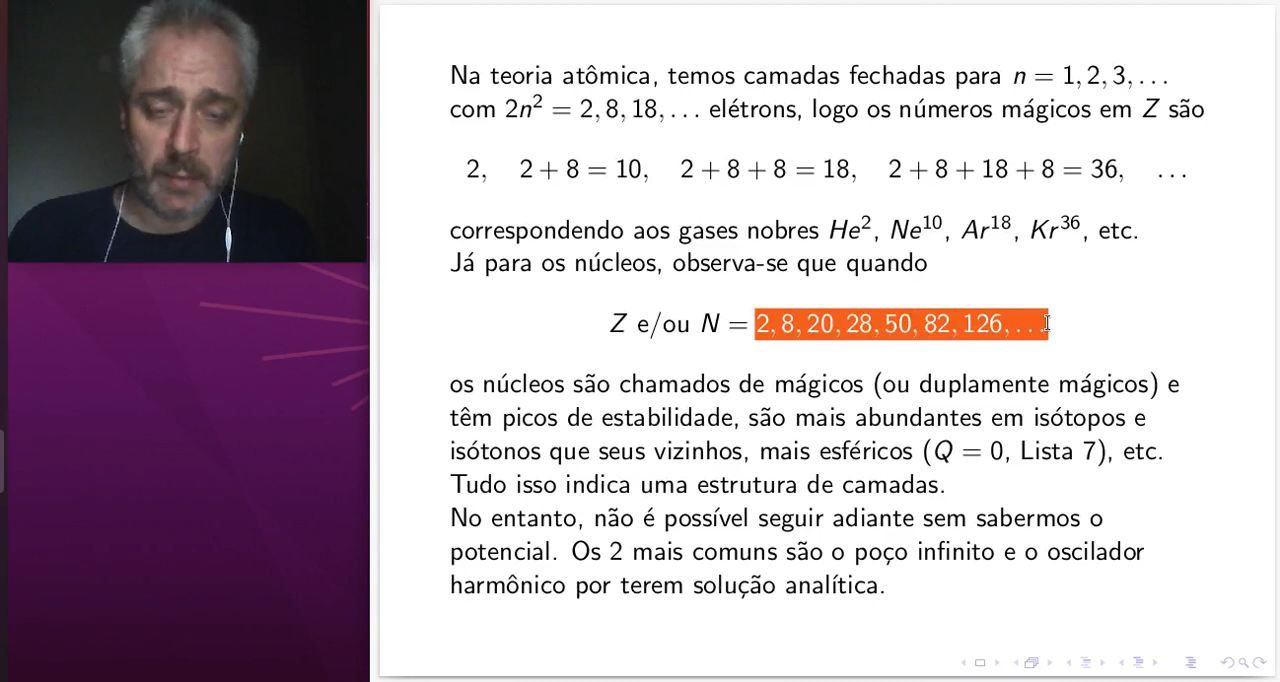 Na teoria atômica, temos camadas fechadas para n = 1, 2, 3, . . .
com 2n² = 2, 8, 18, . . . elétrons, logo os números mágicos em Z são
2, 2 + 8 = 10, 2 + 8 + 8 = 18, 2 + 8 + 18 + 8 = 36, . . .
correspondendo aos gases nobres He², Ne¹⁰, Ar¹⁸, Kr³⁶, etc.
Já para os núcleos, observa-se que quando
Z e/ou N = 2, 8, 20, 28, 50, 82, 126, . . .
os núcleos são chamados de mágicos (ou duplamente mágicos) e
têm picos de estabilidade, são mais abundantes em isótopos e
isótonos que seus vizinhos, mais esféricos (Q = 0, Lista 7), etc.
Tudo isso indica uma estrutura de camadas.
No entanto, não é possível seguir adiante sem sabermos o
potencial. Os 2 mais comuns são o poço infinito e o oscilador
harmônico por terem solução analítica.